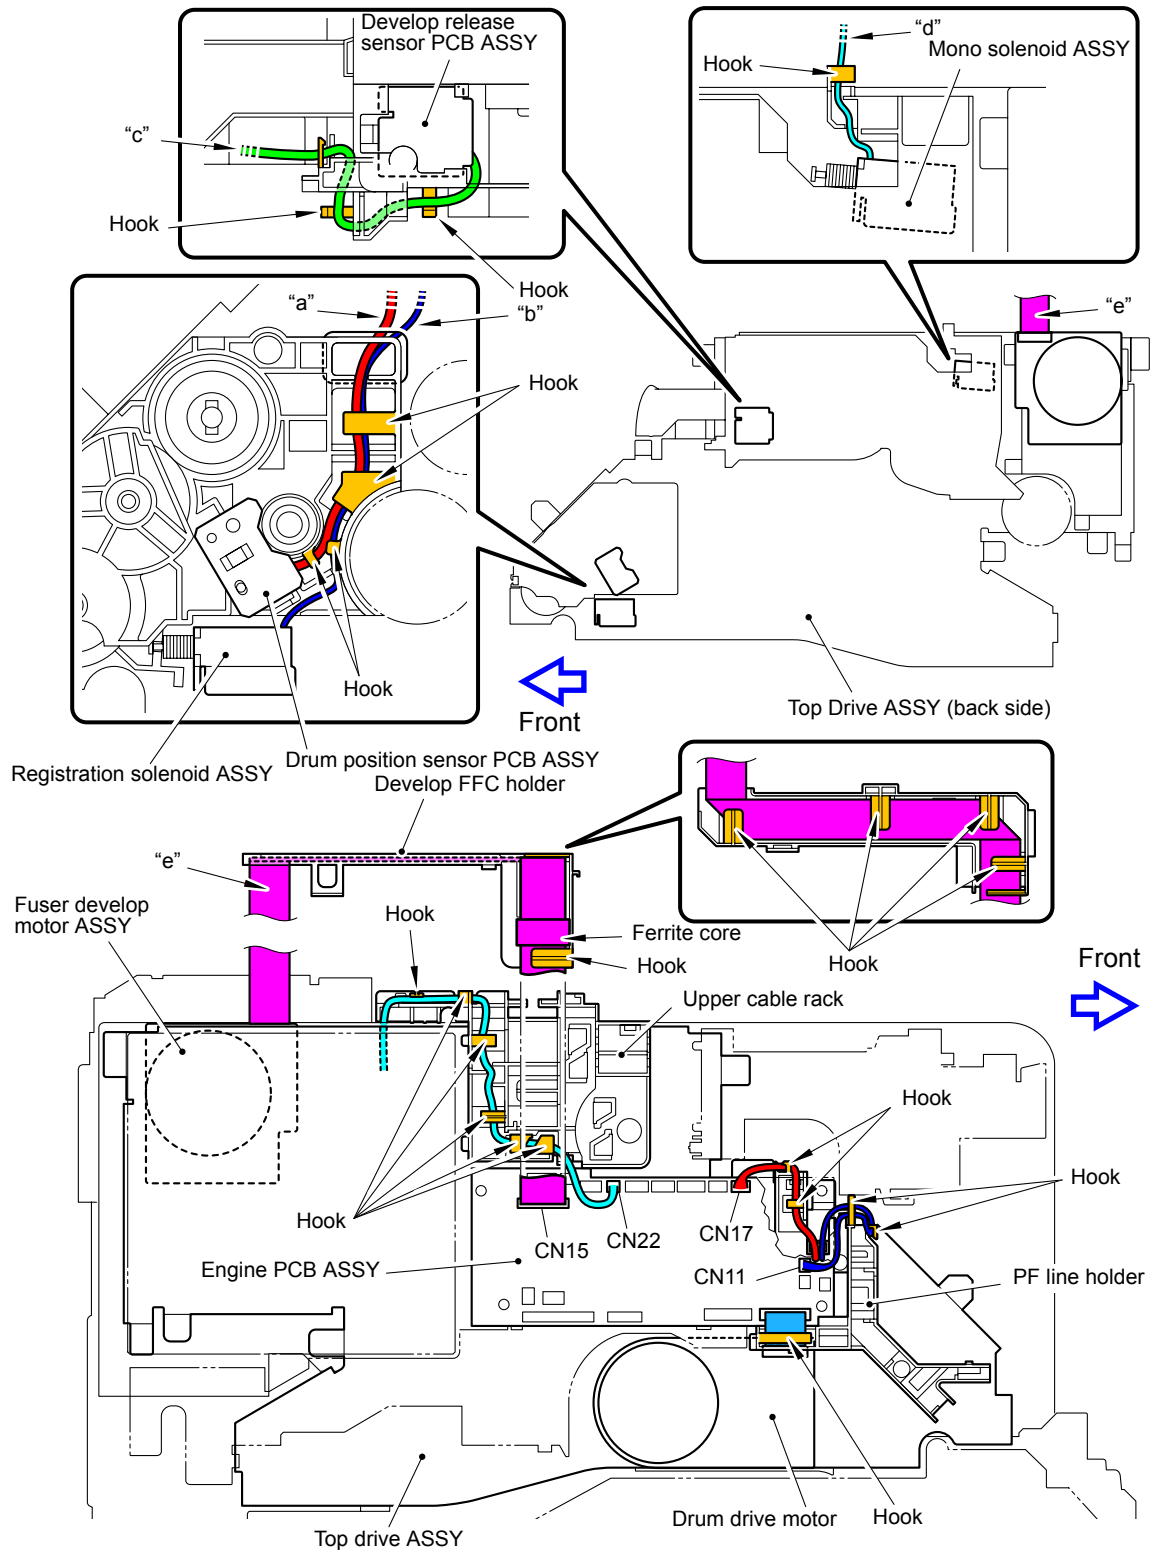 Develop release
sensor PCB ASSY
“c”
Hook
Hook
“d”
Mono solenoid ASSY
Hook
“a”
“b”
Hook
“e”
Hook
Front
Top Drive ASSY (back side)
Registration solenoid ASSY
Drum position sensor PCB ASSY
Develop FFC holder
“e”
Fuser develop
motor ASSY
Hook
Ferrite core
Hook
Hook
Front
Upper cable rack
Hook
Hook
Hook
CN15
CN22
CN17
CN11
Engine PCB ASSY
PF line holder
Drum drive motor
Hook
Top drive ASSY